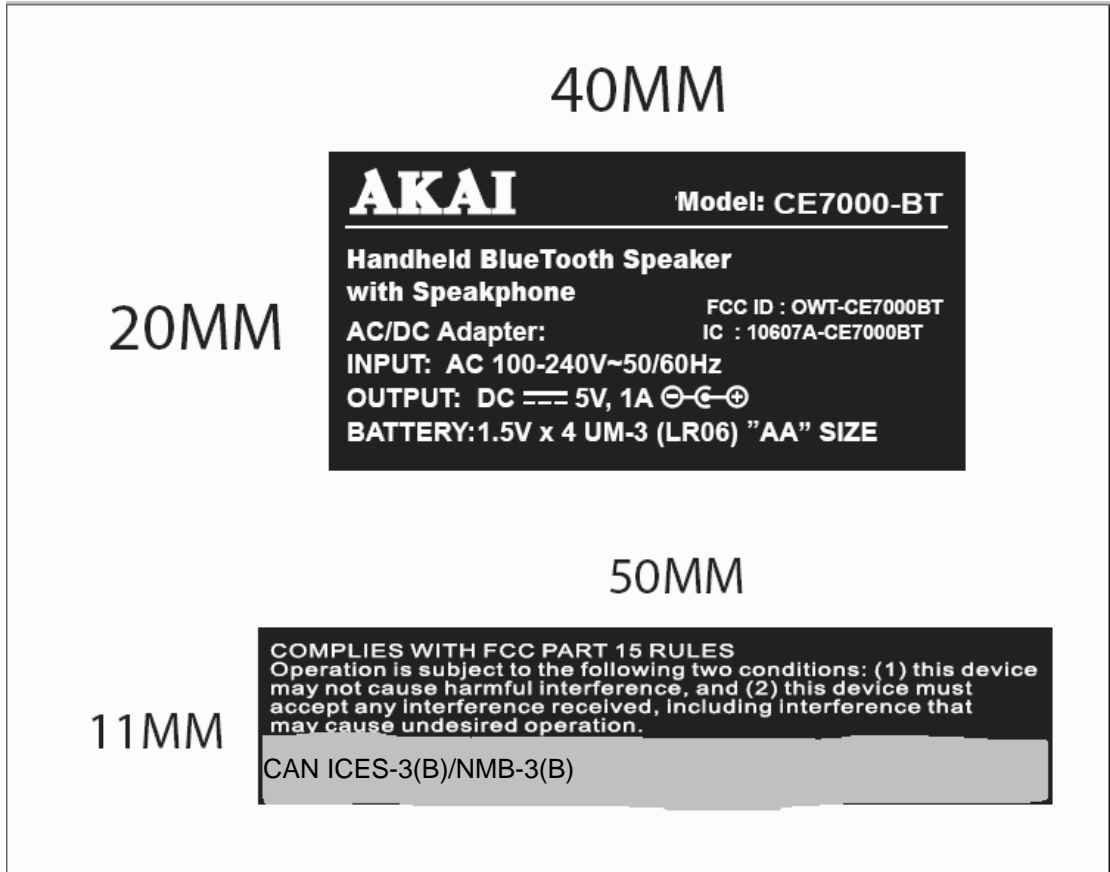 40MM
AKAI Model: CE7000-BT
Handheld BlueTooth Speaker
with Speakphone
FCC ID : OWT-CE7000BT
AC/DC Adapter: IC : 10607A-CE7000BT
INPUT: AC 100-240V~50/60Hz
OUTPUT: DC 5V, 1A
BATTERY:1.5V x 4 UM-3 (LR06) ”AA” SIZE
20MM
50MM
COMPLIES WITH FCC PART 15 RULES
Operation is subject to the following two conditions: (1) this device
may not cause harmful interference, and (2) this device must
accept any interference received, including interference that
may cause undesired operation.
CAN ICES-3(B)/NMB-3(B)
11MM